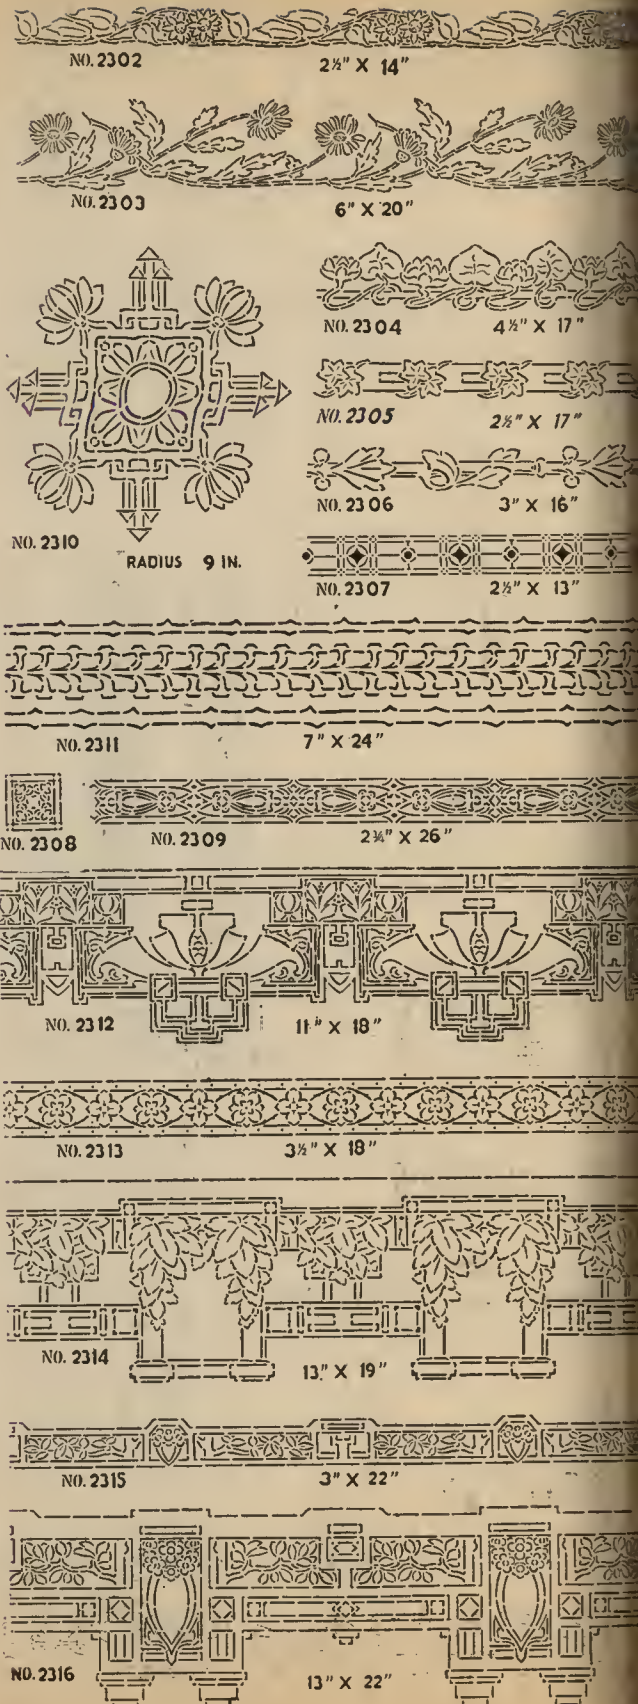 NO. 2302 2½" X 14"
NO. 2303 6" X 20"
NO. 2304 4½" X 17"
NO. 2305 2½" X 17"
NO. 2306 3" X 16"
NO. 2310
RADIUS 9 IN.
NO. 2307 2½" X 13"
NO. 2311 7" X 24"
NO. 2308 NO. 2309 2¾" X 26"
NO. 2312 11" X 18"
NO. 2313 3½" X 18"
NO. 2314 13" X 19"
NO. 2315 3" X 22"
NO. 2316 13" X 22"